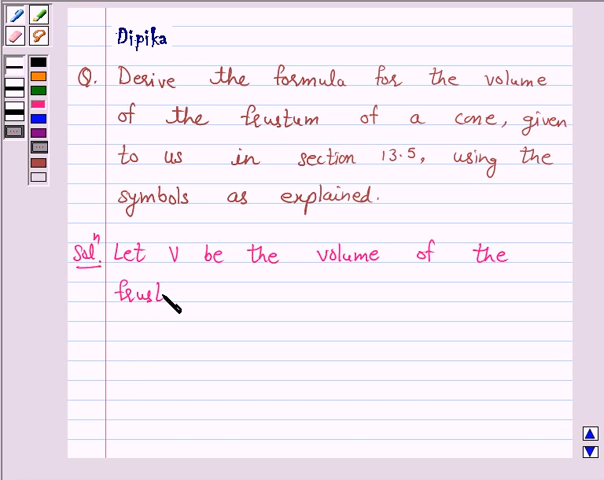 Dipika
Q. Derive the formula for the volume
of the frustum of a cone, given
to us in section 13.5, using the
symbols as explained.
Solⁿ. Let V be the volume of the
frust